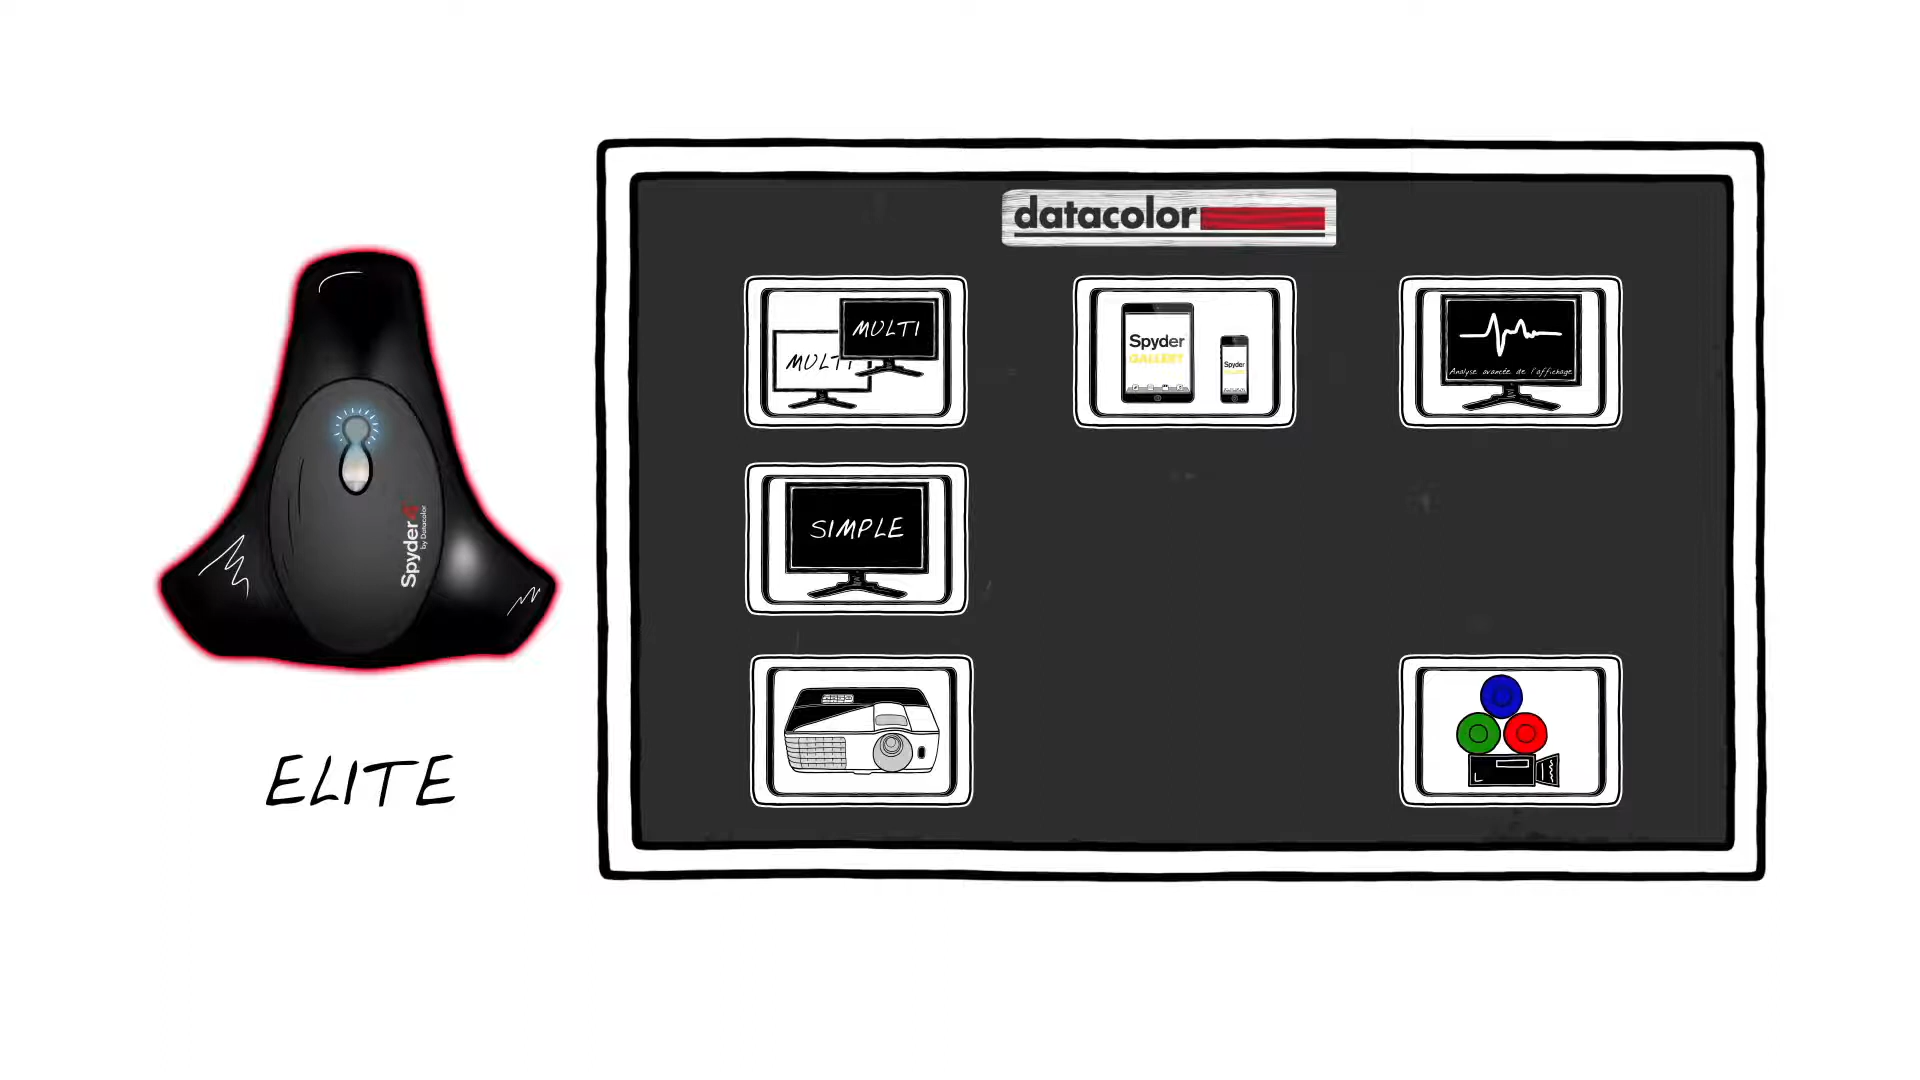 datacolor
MULTI
MULTI
Spyder
GALLERY
Spyder
Analyse avancée de l'affichage
SIMPLE
Spyder4
by Datacolor
ELITE